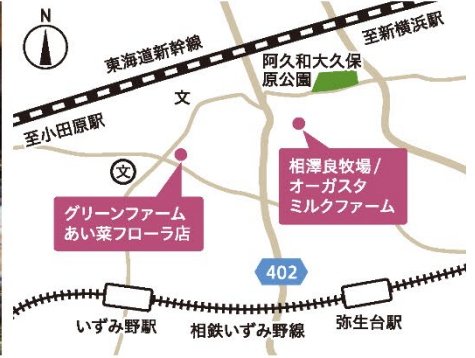 N
東海道新幹線
至新横浜駅
阿久和大久保
原公園
文
至小田原駅
文
相澤良牧場/
オーガスタ
ミルクファーム
グリーンファーム
あい菜フローラ店
402
いずみ野駅
相鉄いずみ野線
弥生台駅